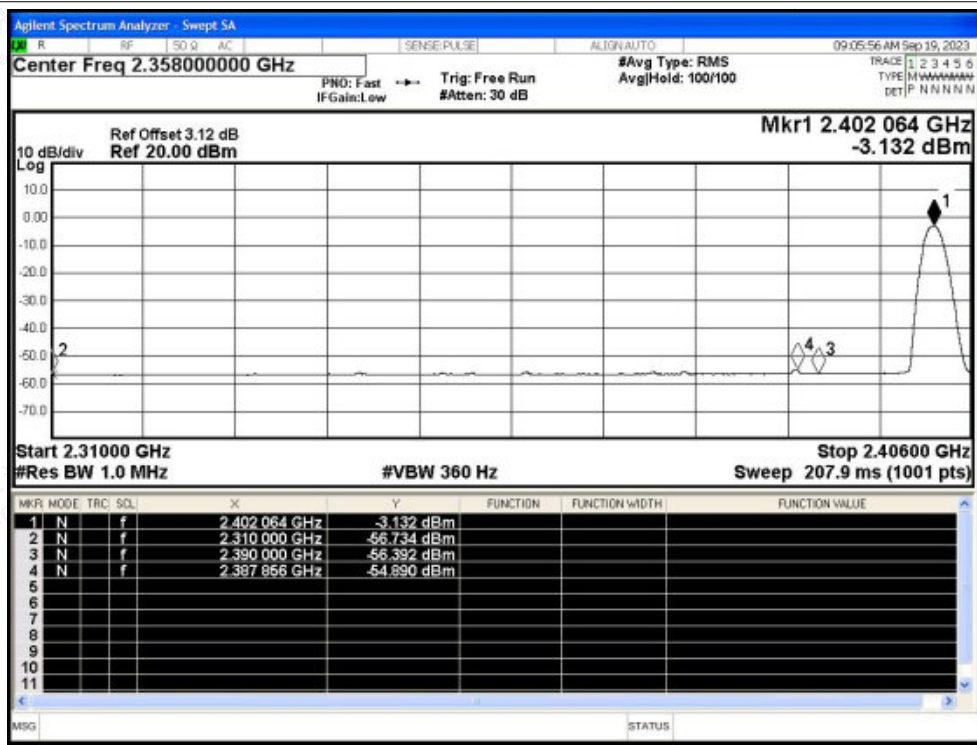 Agilent Spectrum Analyzer - Swept SA
R RF 50 Ω AC SENSE:PULSE ALIGNAUTO 09:05:56 AM Sep 19, 2023
Center Freq 2.358000000 GHz
PNO: Fast
IFGain:Low
Trig: Free Run
#Atten: 30 dB
#Avg Type: RMS
Avg|Hold: 100/100
TRACE 1 2 3 4 5 6
TYPE M WWWWW
DET P N N N N N
Mkr1 2.402 064 GHz
-3.132 dBm
Ref Offset 3.12 dB
10 dB/div Ref 20.00 dBm
Log
10.0
0.00
-10.0
-20.0
-30.0
-40.0
-50.0
-60.0
-70.0
1
2
4
3
Start 2.31000 GHz Stop 2.40600 GHz
#Res BW 1.0 MHz #VBW 360 Hz Sweep 207.9 ms (1001 pts)
MKR MODE TRC SCL X Y FUNCTION FUNCTION WIDTH FUNCTION VALUE
1 N f 2.402 064 GHz -3.132 dBm
2 N f 2.310 000 GHz -56.734 dBm
3 N f 2.390 000 GHz -56.392 dBm
4 N f 2.387 856 GHz -54.890 dBm
5
6
7
8
9
10
11
MSG STATUS